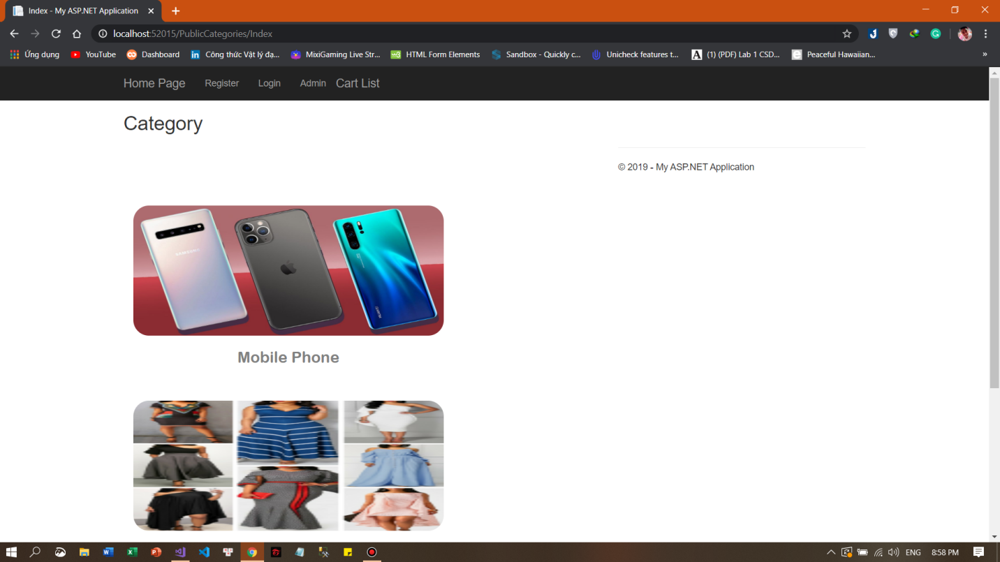 Index - My ASP.NET Application
localhost:52015/PublicCategories/Index
Ứng dụng YouTube Dashboard Công thức Vật lý đạ... MixiGaming Live Str... HTML Form Elements Sandbox - Quickly c... Unicheck features t... (1) (PDF) Lab 1 CSD... Peaceful Hawaiian... »
Home Page Register Login Admin Cart List
Category
© 2019 - My ASP.NET Application
SAMSUNG
Mobile Phone
ENG 8:58 PM